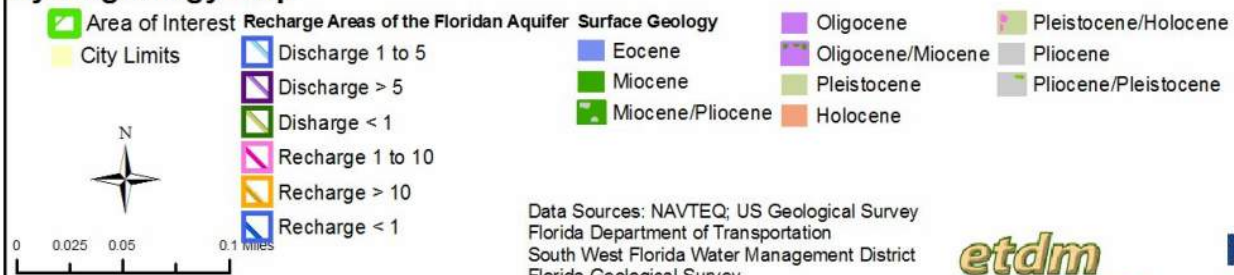 Area of Interest
City Limits
N
0 0.025 0.05 0.1 Miles
Recharge Areas of the Floridan Aquifer
Discharge 1 to 5
Discharge > 5
Disharge < 1
Recharge 1 to 10
Recharge > 10
Recharge < 1
Surface Geology
Eocene
Miocene
Miocene/Pliocene
Oligocene
Oligocene/Miocene
Pleistocene
Holocene
Pleistocene/Holocene
Pliocene
Pliocene/Pleistocene
Data Sources: NAVTEQ; US Geological Survey
Florida Department of Transportation
South West Florida Water Management District
Florida Geological Survey
etdm